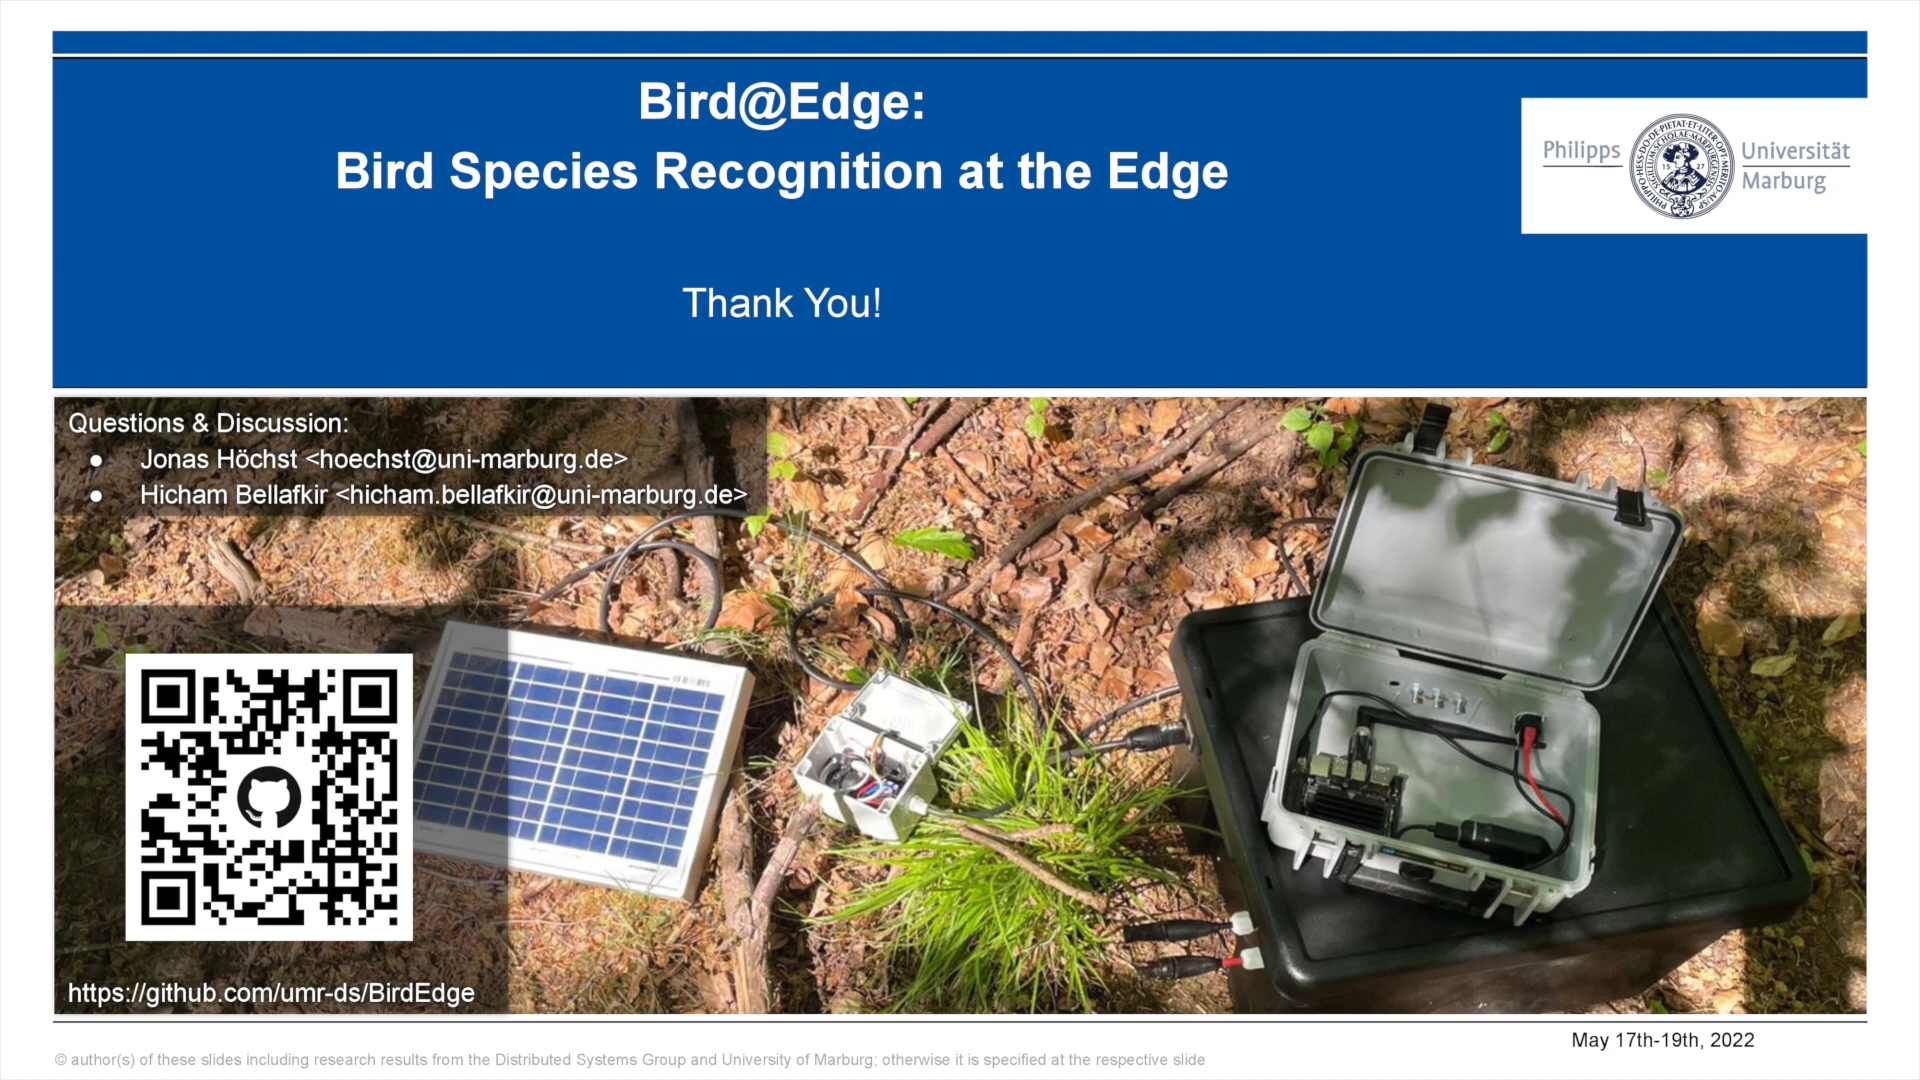 Bird@Edge:
Bird Species Recognition at the Edge
Thank You!
Philipps
Universität
Marburg
15 27
Questions & Discussion:
● Jonas Höchst <hoechst@uni-marburg.de>
● Hicham Bellafkir <hicham.bellafkir@uni-marburg.de>
https://github.com/umr-ds/BirdEdge
May 17th-19th, 2022
© author(s) of these slides including research results from the Distributed Systems Group and University of Marburg; otherwise it is specified at the respective slide